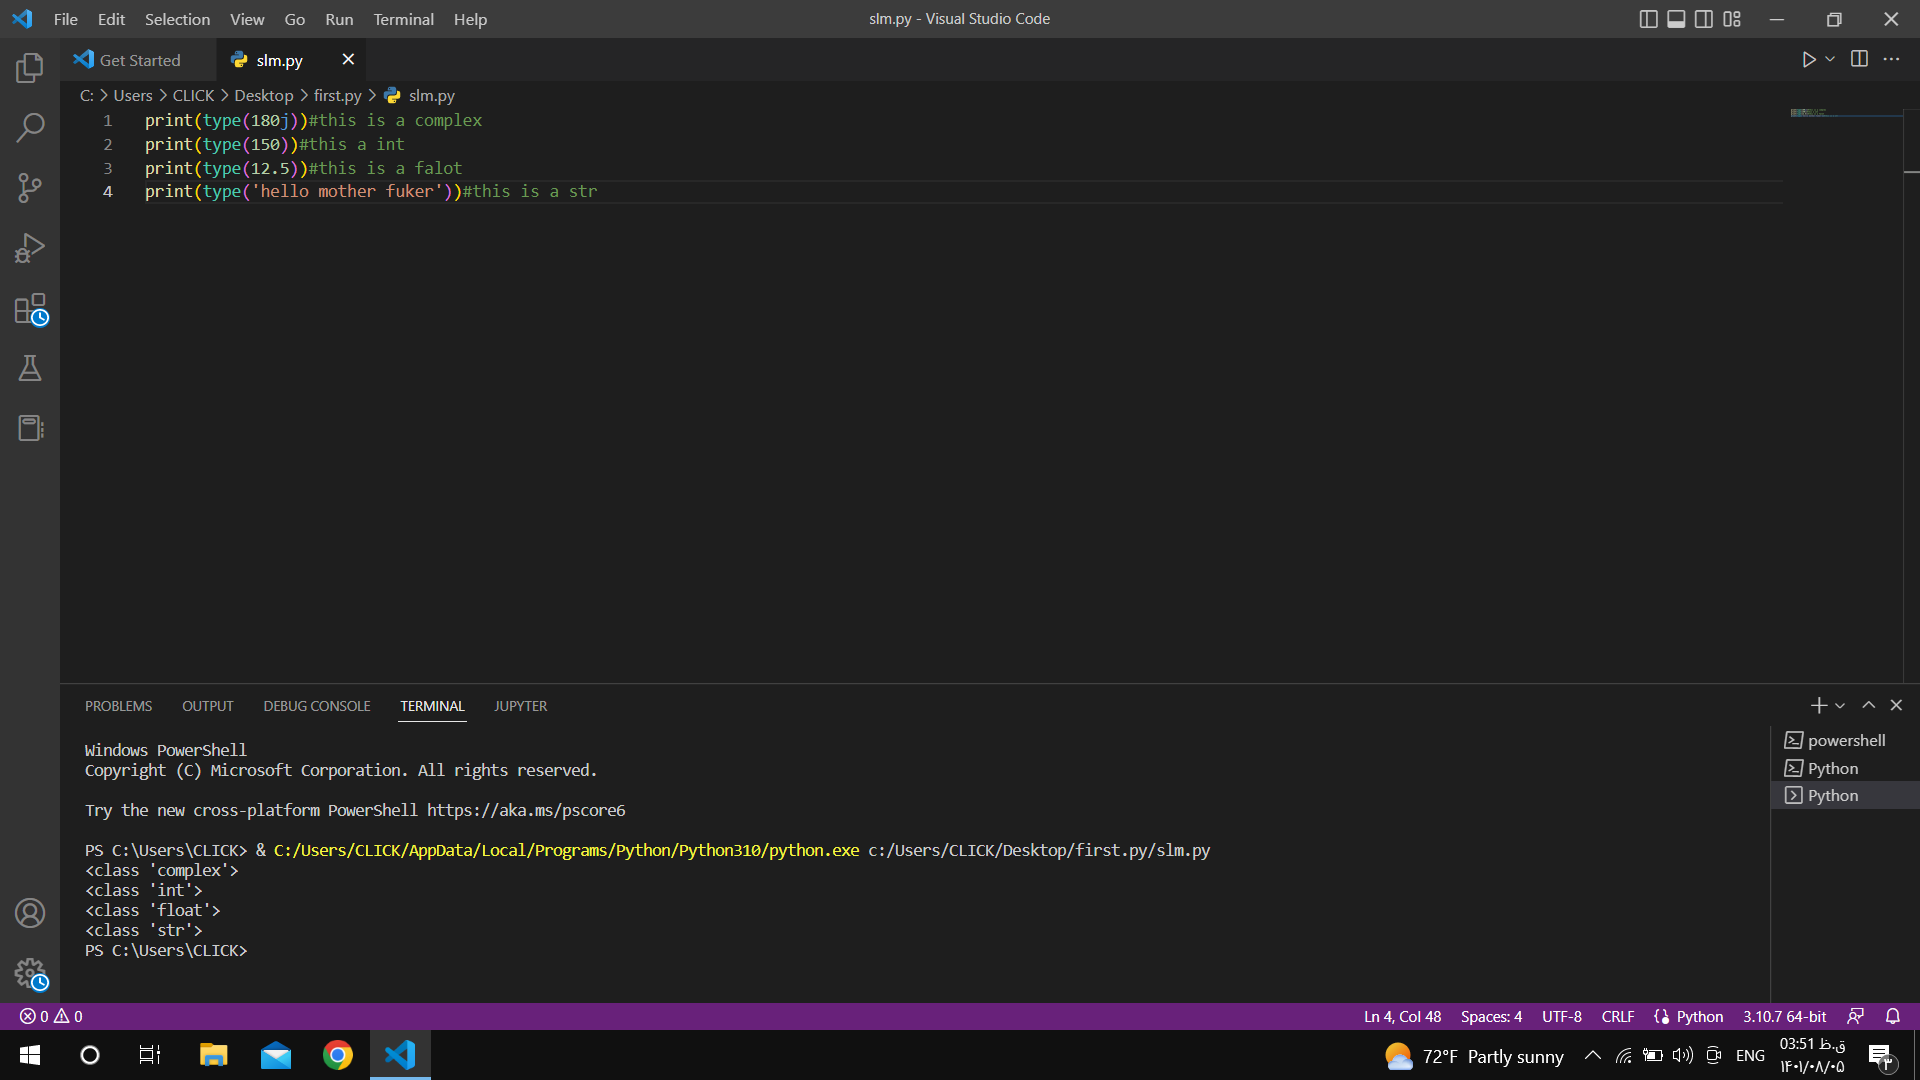 File Edit Selection View Go Run Terminal Help
slm.py - Visual Studio Code
Get Started
slm.py
C: > Users > CLICK > Desktop > first.py > slm.py
1 print(type(180j))#this is a complex
2 print(type(150))#this a int
3 print(type(12.5))#this is a falot
4 print(type('hello mother fuker'))#this is a str
PROBLEMS OUTPUT DEBUG CONSOLE TERMINAL JUPYTER
Windows PowerShell
Copyright (C) Microsoft Corporation. All rights reserved.
Try the new cross-platform PowerShell https://aka.ms/pscore6
PS C:\Users\CLICK> & C:/Users/CLICK/AppData/Local/Programs/Python/Python310/python.exe c:/Users/CLICK/Desktop/first.py/slm.py
<class 'complex'>
<class 'int'>
<class 'float'>
<class 'str'>
PS C:\Users\CLICK>
powershell
Python
Python
0 0
Ln 4, Col 48 Spaces: 4 UTF-8 CRLF Python 3.10.7 64-bit
72°F Partly sunny
ENG
03:51 ق.ظ
۱۴۰۱/۰۸/۰۵
۳